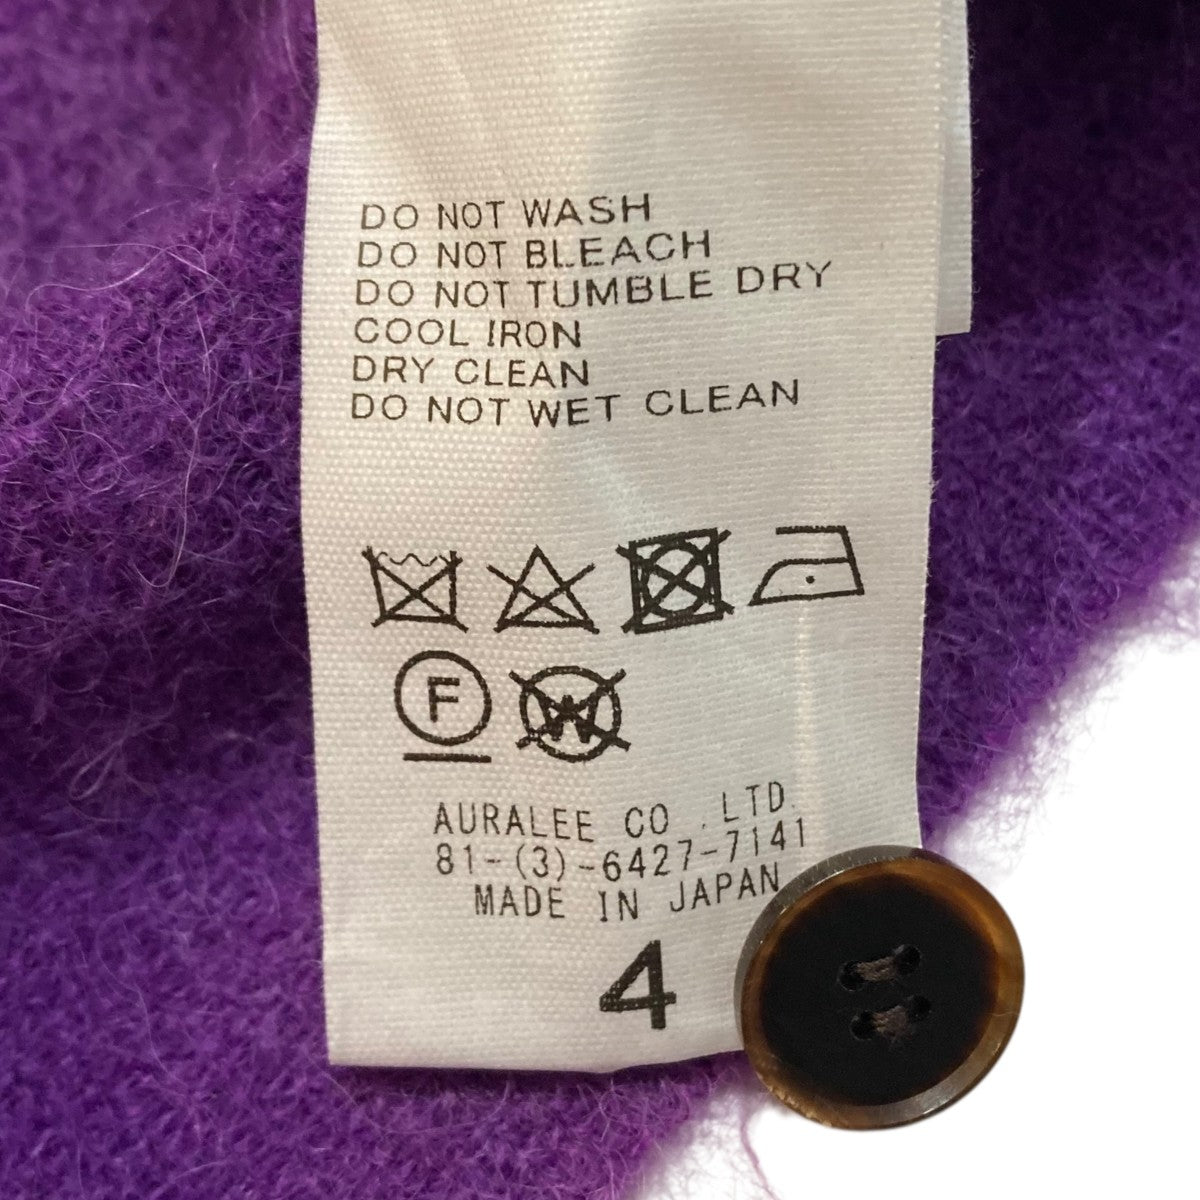 DO NOT WASH
DO NOT BLEACH
DO NOT TUMBLE DRY
COOL IRON
DRY CLEAN
DO NOT WET CLEAN
F W
AURALEE CO .LTD.
81-(3)-6427-7141
MADE IN JAPAN
4